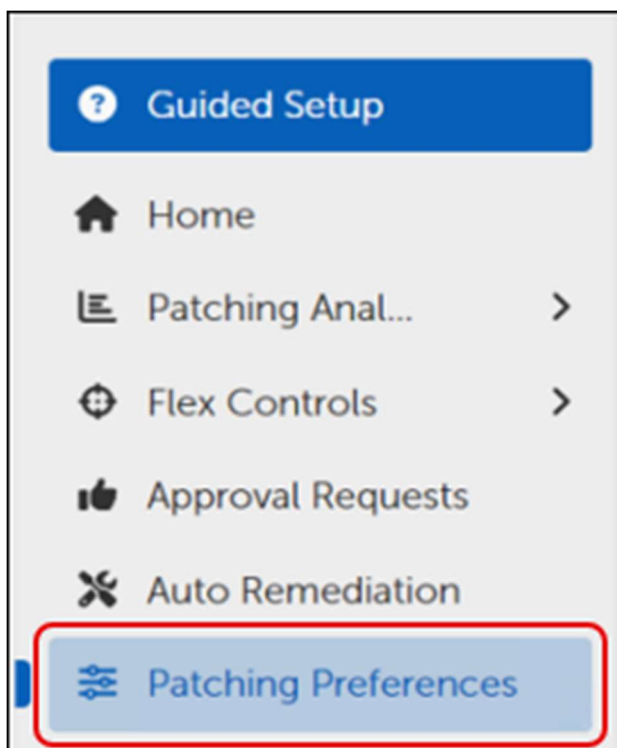 Guided Setup
Home
Patching Anal...
Flex Controls
Approval Requests
Auto Remediation
Patching Preferences